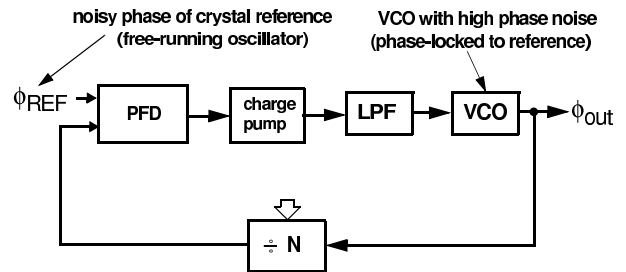 noisy phase of crystal reference
(free-running oscillator)
VCO with high phase noise
(phase-locked to reference)
ϕREF
PFD
charge
pump
LPF
VCO
ϕout
÷ N